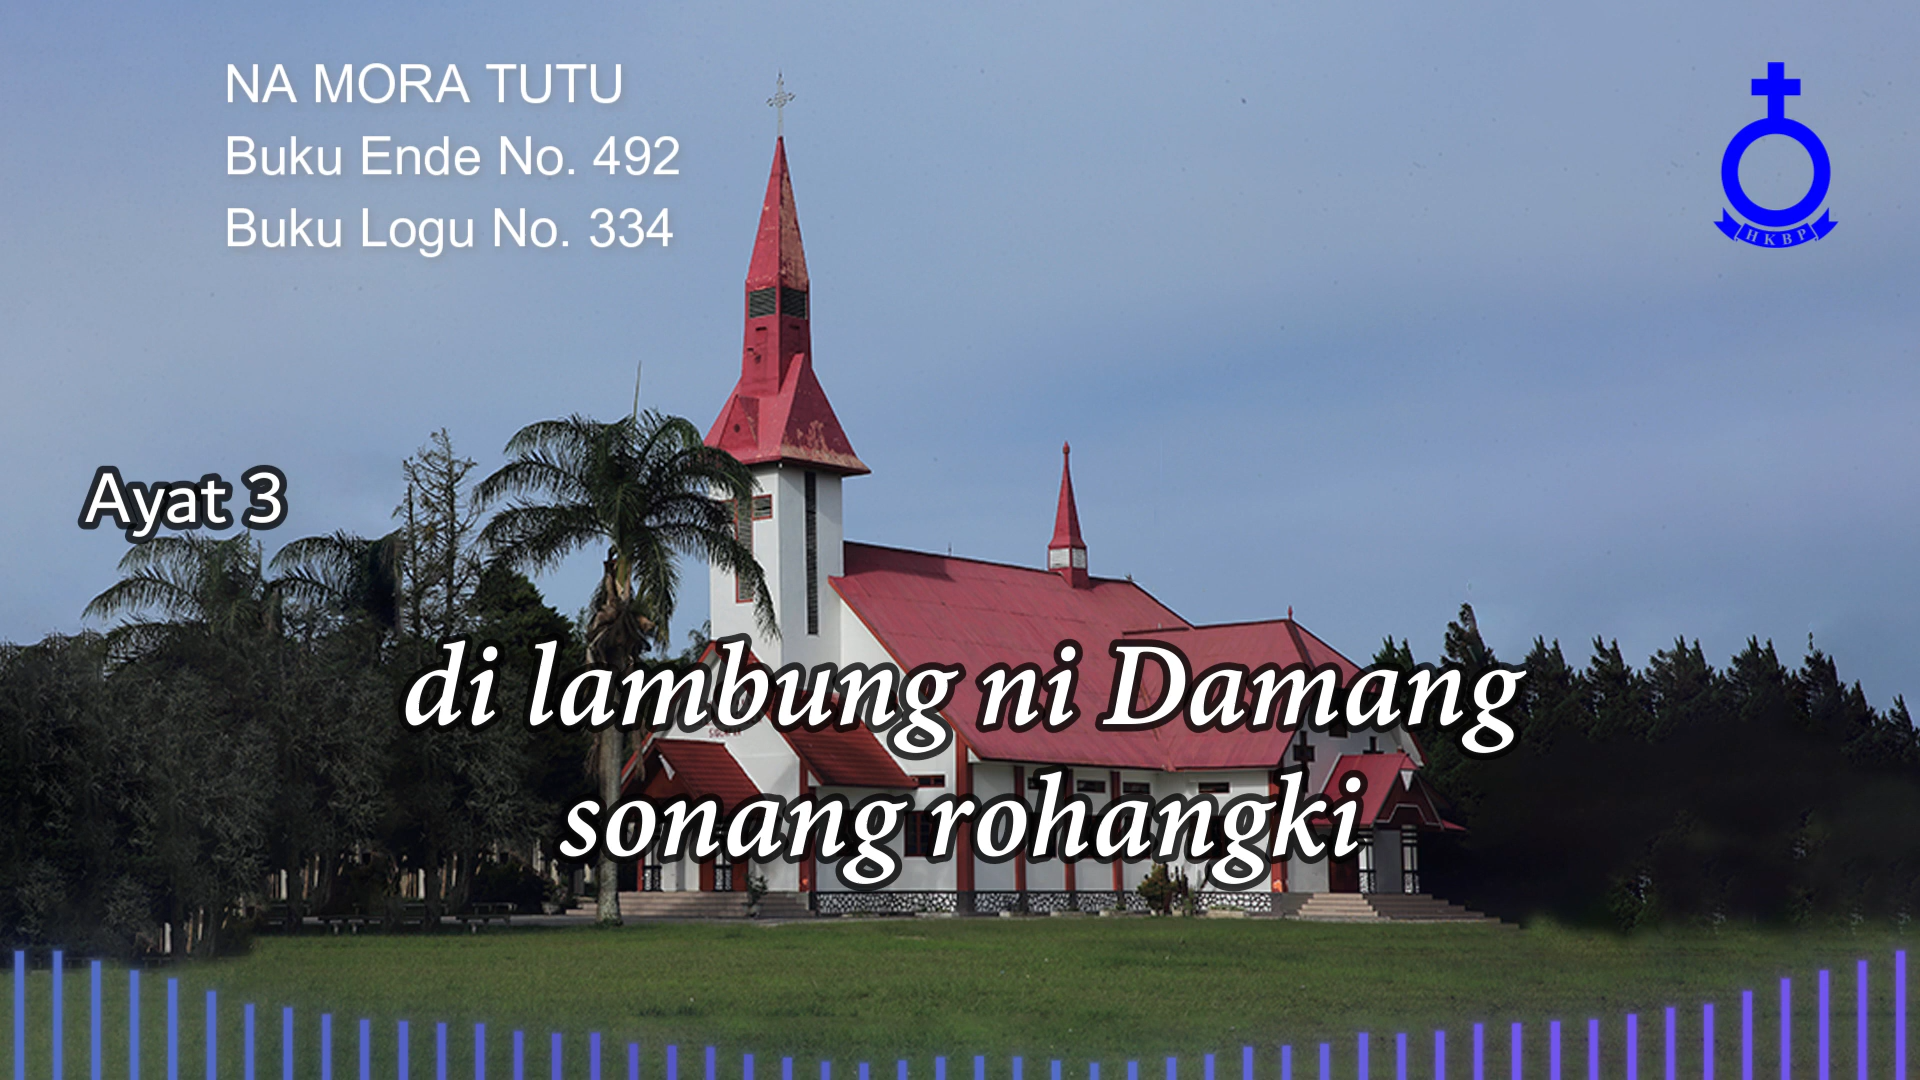 NA MORA TUTU
Buku Ende No. 492
Buku Logu No. 334
HKBP
Ayat 3
di lambung ni Damang
sonang rohangki